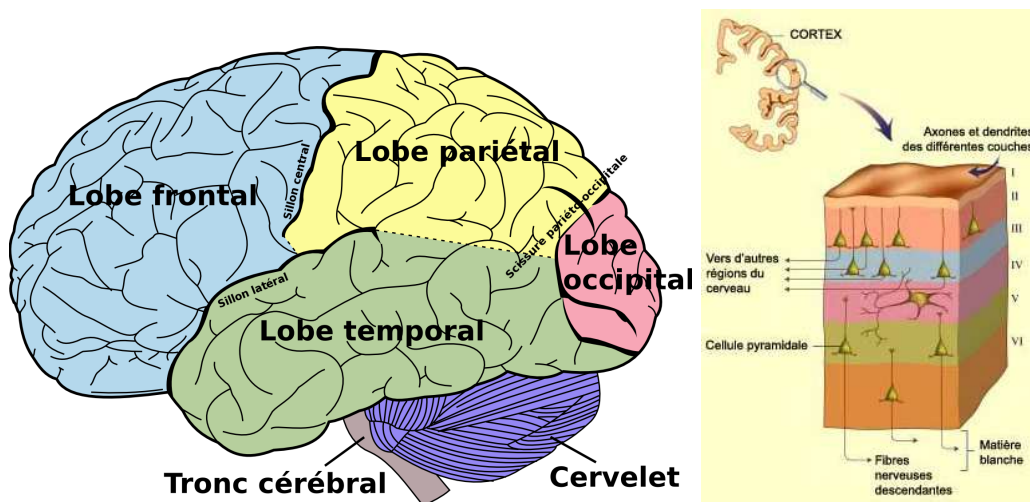 Lobe frontal
Sillon central
Lobe pariétal
Scissure pariéto-occipitale
Lobe
occipital
Sillon latéral
Lobe temporal
Tronc cérébral
Cervelet
CORTEX
Axones et dendrites
des différentes couches
I
II
III
IV
V
VI
Vers d'autres
régions du
cerveau
Cellule pyramidale
Fibres
nerveuses
descendantes
Matière
blanche